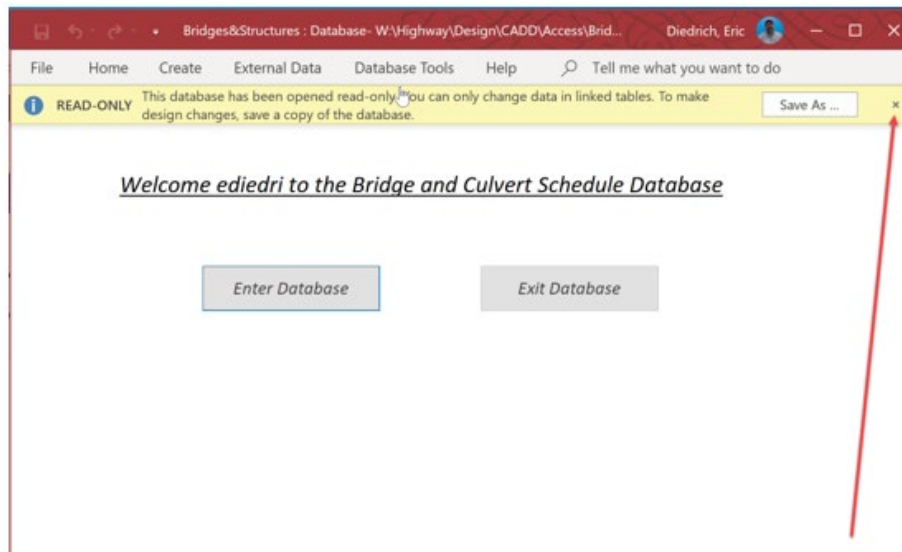 Bridges&Structures : Database- W:\Highway\Design\CADD\Access\Brid... Diedrich, Eric
File Home Create External Data Database Tools Help Tell me what you want to do
READ-ONLY This database has been opened read-only. You can only change data in linked tables. To make Save As ...
design changes, save a copy of the database.
Welcome ediedri to the Bridge and Culvert Schedule Database
Enter Database Exit Database